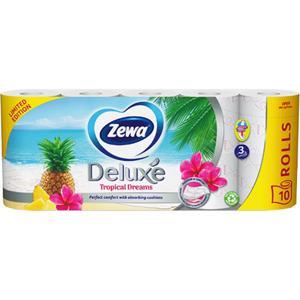 LIMITED
EDITION
Zewa
Deluxe
Tropical Dreams
Perfect comfort with absorbing cushions
3
10
ROLLS